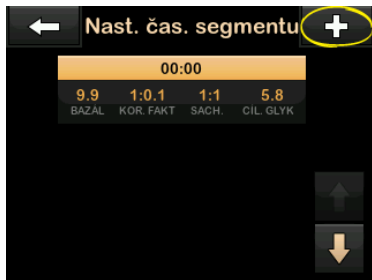 Nast. čas. segmentu
00:00
9.9 1:0.1 1:1 5.8
BAZÁL KOR. FAKT SACH. CÍL. GLYK